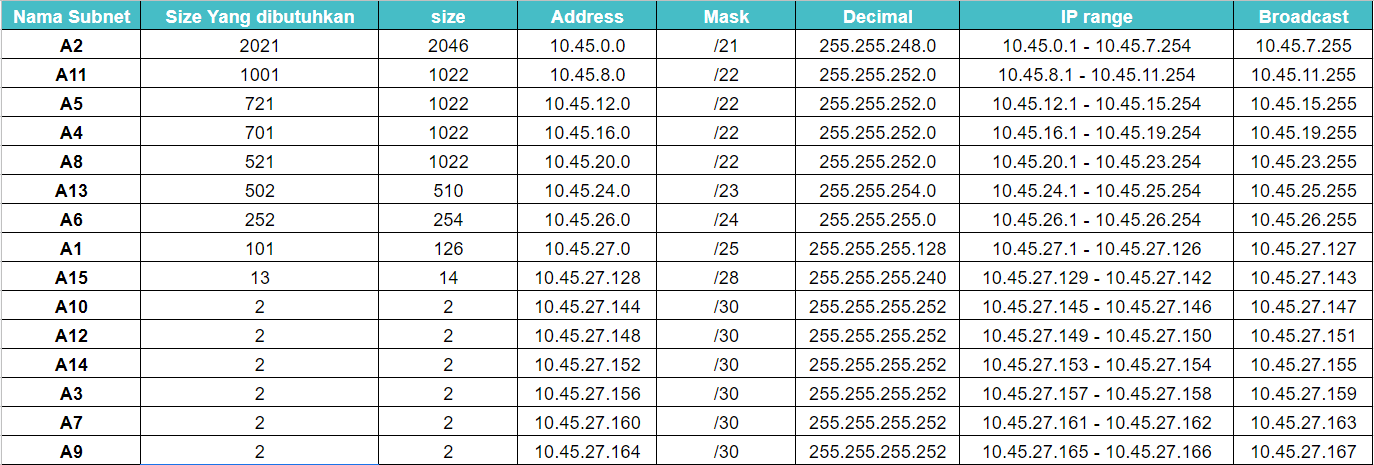 Nama Subnet Size Yang dibutuhkan size Address Mask Decimal IP range Broadcast
A2 2021 2046 10.45.0.0 /21 255.255.248.0 10.45.0.1 - 10.45.7.254 10.45.7.255
A11 1001 1022 10.45.8.0 /22 255.255.252.0 10.45.8.1 - 10.45.11.254 10.45.11.255
A5 721 1022 10.45.12.0 /22 255.255.252.0 10.45.12.1 - 10.45.15.254 10.45.15.255
A4 701 1022 10.45.16.0 /22 255.255.252.0 10.45.16.1 - 10.45.19.254 10.45.19.255
A8 521 1022 10.45.20.0 /22 255.255.252.0 10.45.20.1 - 10.45.23.254 10.45.23.255
A13 502 510 10.45.24.0 /23 255.255.254.0 10.45.24.1 - 10.45.25.254 10.45.25.255
A6 252 254 10.45.26.0 /24 255.255.255.0 10.45.26.1 - 10.45.26.254 10.45.26.255
A1 101 126 10.45.27.0 /25 255.255.255.128 10.45.27.1 - 10.45.27.126 10.45.27.127
A15 13 14 10.45.27.128 /28 255.255.255.240 10.45.27.129 - 10.45.27.142 10.45.27.143
A10 2 2 10.45.27.144 /30 255.255.255.252 10.45.27.145 - 10.45.27.146 10.45.27.147
A12 2 2 10.45.27.148 /30 255.255.255.252 10.45.27.149 - 10.45.27.150 10.45.27.151
A14 2 2 10.45.27.152 /30 255.255.255.252 10.45.27.153 - 10.45.27.154 10.45.27.155
A3 2 2 10.45.27.156 /30 255.255.255.252 10.45.27.157 - 10.45.27.158 10.45.27.159
A7 2 2 10.45.27.160 /30 255.255.255.252 10.45.27.161 - 10.45.27.162 10.45.27.163
A9 2 2 10.45.27.164 /30 255.255.255.252 10.45.27.165 - 10.45.27.166 10.45.27.167